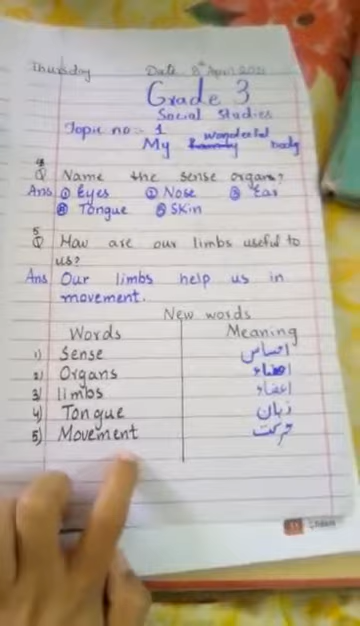 Thursday Date 8th April 2021
Grade 3
Social Studies
Topic no :- 1
My wonderful body
4
Q Name the sense organs?
Ans ① Eyes ② Nose ③ Ear
④ Tongue ⑤ Skin
5
Q How are our limbs useful to
us?
Ans Our limbs help us in
movement.
New words
Words Meaning
1) Sense احساس
2) Organs اعضاء
3) limbs اعضاء
4) Tongue زبان
5) Movement حرکت